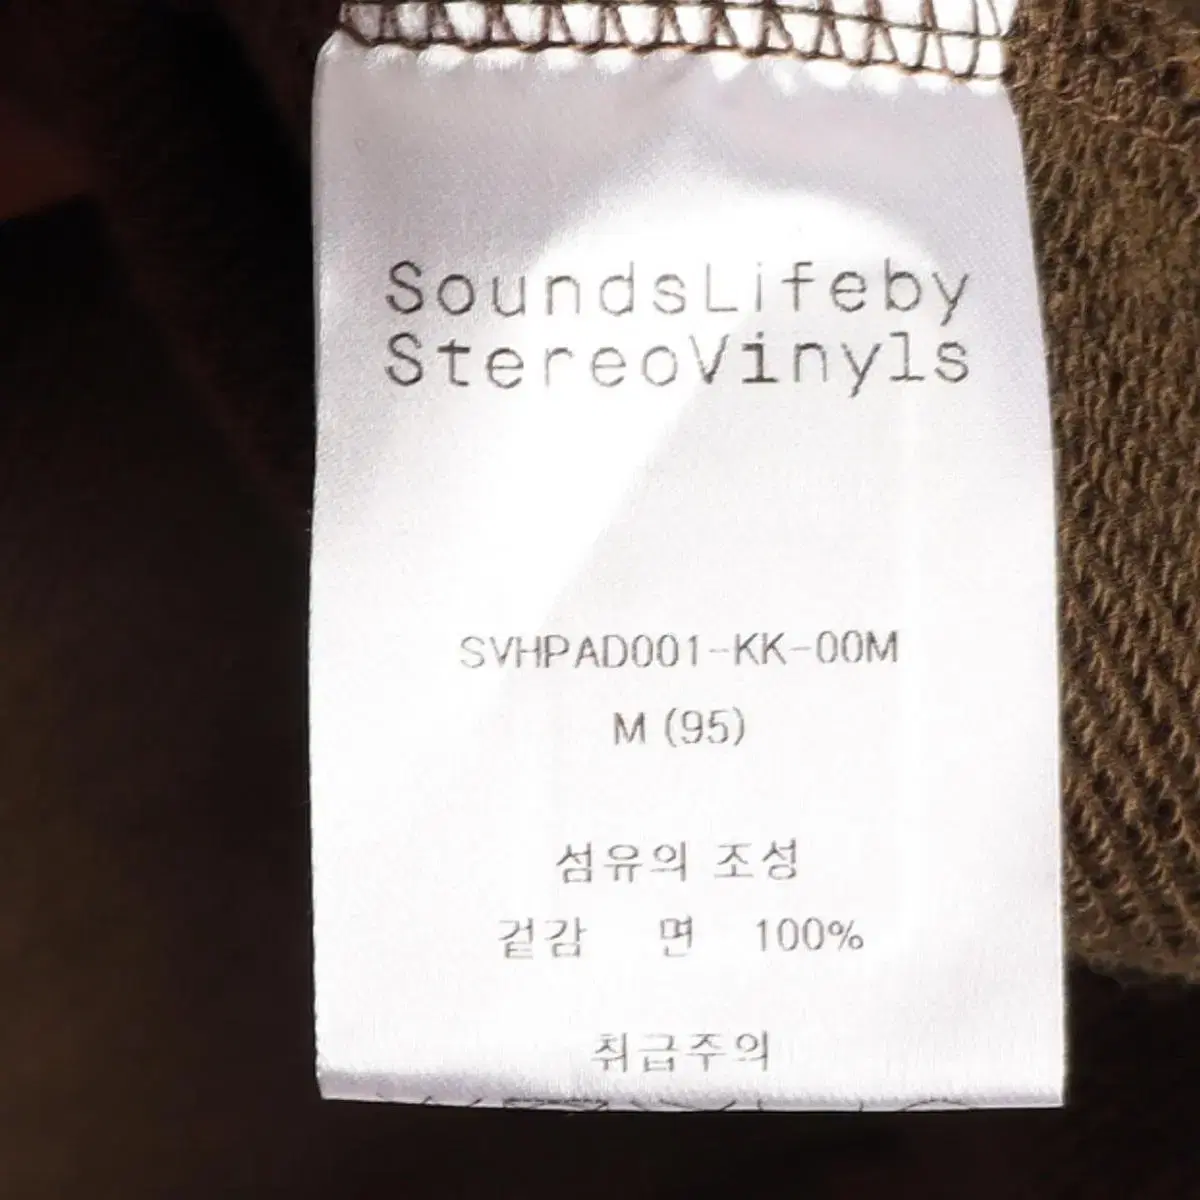 SoundsLifeby
StereoVinyls
SVHPAD001-KK-00M
M (95)
섬유의 조성
겉감 면 100%
취급주의